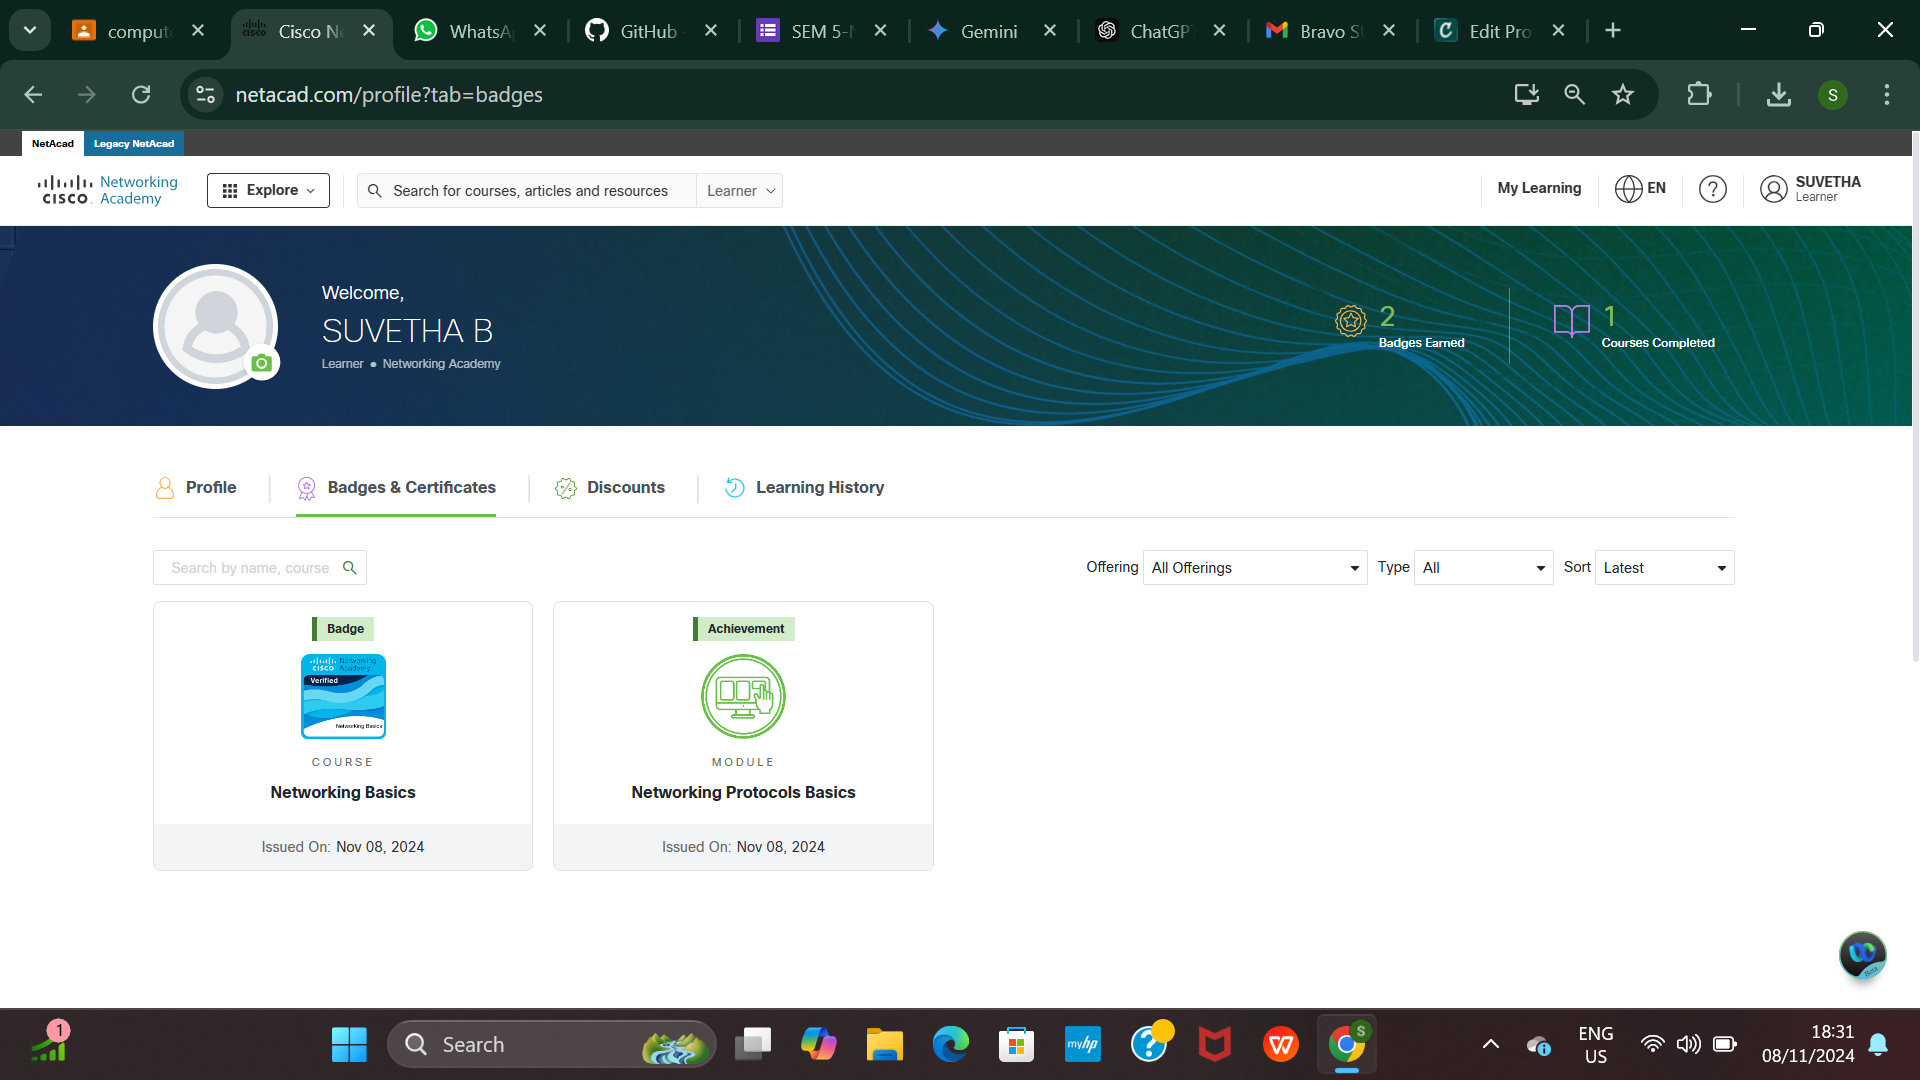 comput
Cisco N
WhatsA
GitHub
SEM 5-
Gemini
ChatGP
Bravo S
Edit Pro
netacad.com/profile?tab=badges
S
NetAcad
Legacy NetAcad
CISCO
Networking
Academy
Explore
Search for courses, articles and resources
Learner
My Learning
EN
?
SUVETHA
Learner
Welcome,
SUVETHA B
Learner • Networking Academy
2
Badges Earned
1
Courses Completed
Profile
Badges & Certificates
Discounts
Learning History
Search by name, course
Offering
All Offerings
Type
All
Sort
Latest
Badge
CISCO
Networking
Academy
Verified
Networking Basics
COURSE
Networking Basics
Issued On: Nov 08, 2024
Achievement
MODULE
Networking Protocols Basics
Issued On: Nov 08, 2024
Beta
1
Search
myhp
?
W
S
ENG
US
18:31
08/11/2024